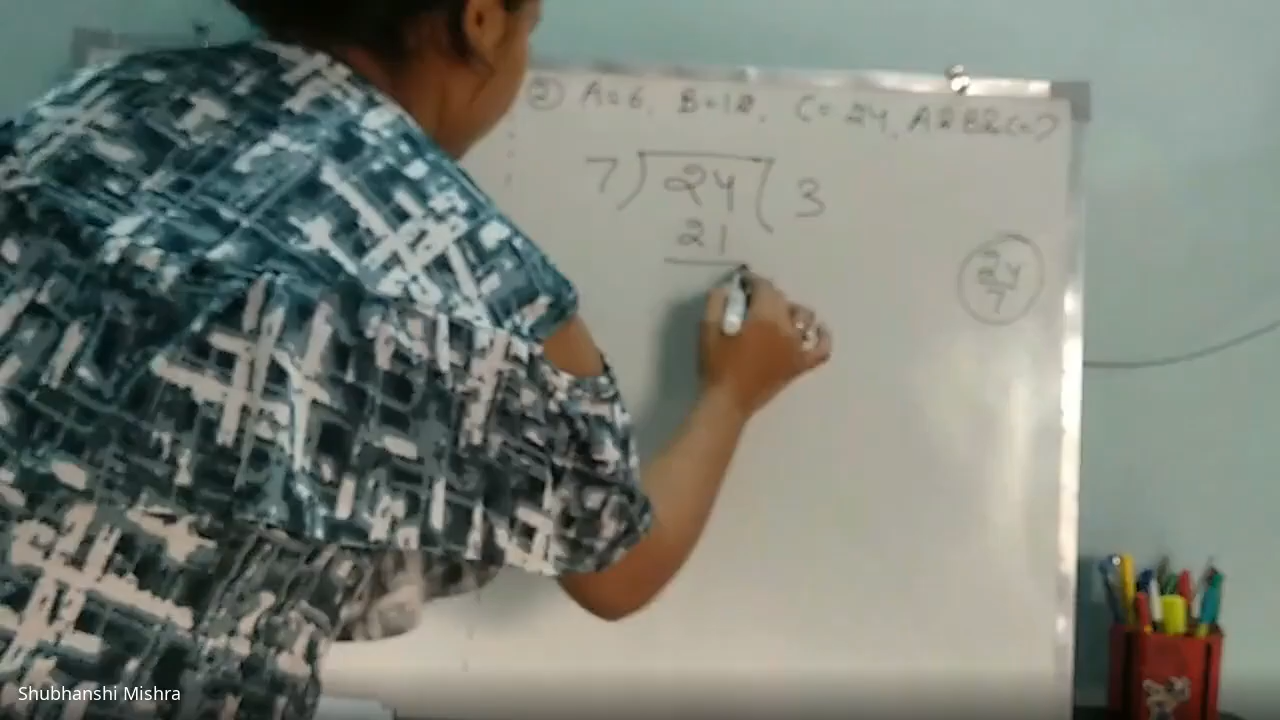 ② A=6, B=12, C=24, A&B&C=?
7) 24 ( 3
21
24
7
Shubhanshi Mishra